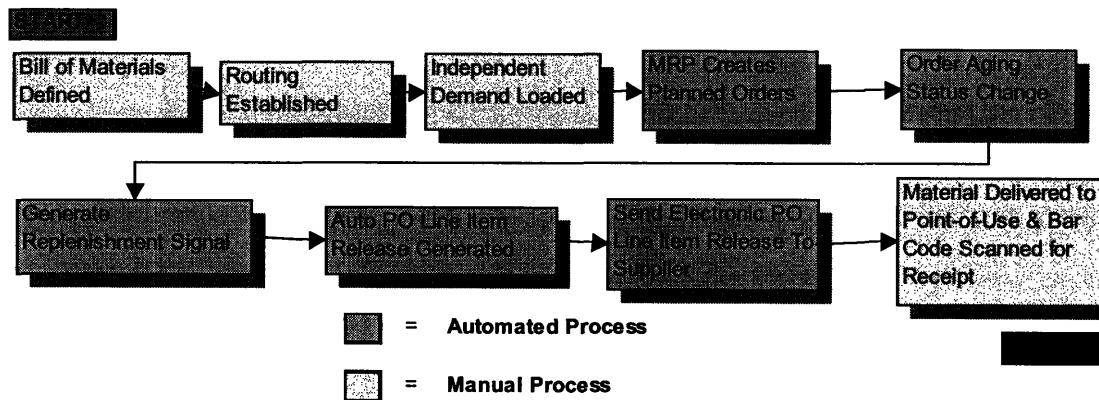 START
Bill of Materials
Defined
Routing
Established
Independent
Demand Loaded
MRP Creates
Planned Orders
Order Aging
Status Change
Generate
Replenishment Signal
Auto PO Line Item
Release Generated
Send Electronic PO
Line Item Release To
Supplier
Material Delivered to
Point-of-Use & Bar
Code Scanned for
Receipt
= Automated Process
= Manual Process